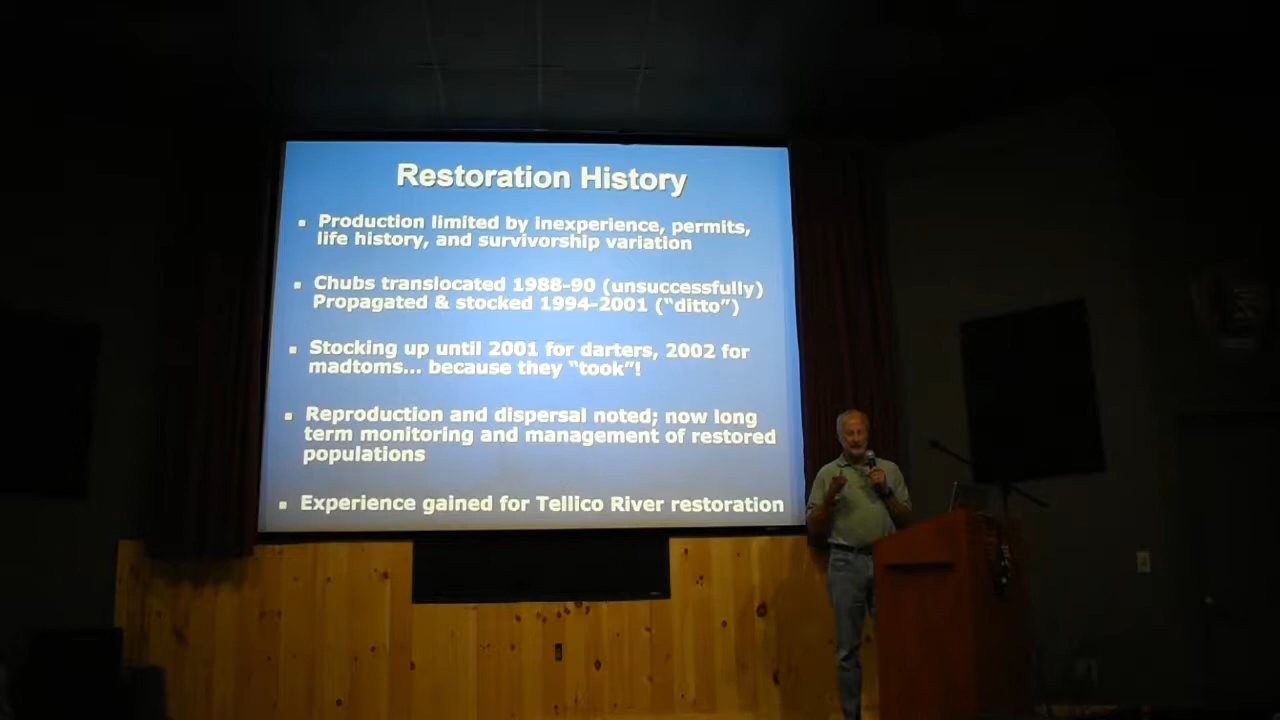 Restoration History
▪ Production limited by inexperience, permits,
life history, and survivorship variation
▪ Chubs translocated 1988-90 (unsuccessfully)
Propagated & stocked 1994-2001 (“ditto”)
▪ Stocking up until 2001 for darters, 2002 for
madtoms... because they “took”!
▪ Reproduction and dispersal noted; now long
term monitoring and management of restored
populations
▪ Experience gained for Tellico River restoration